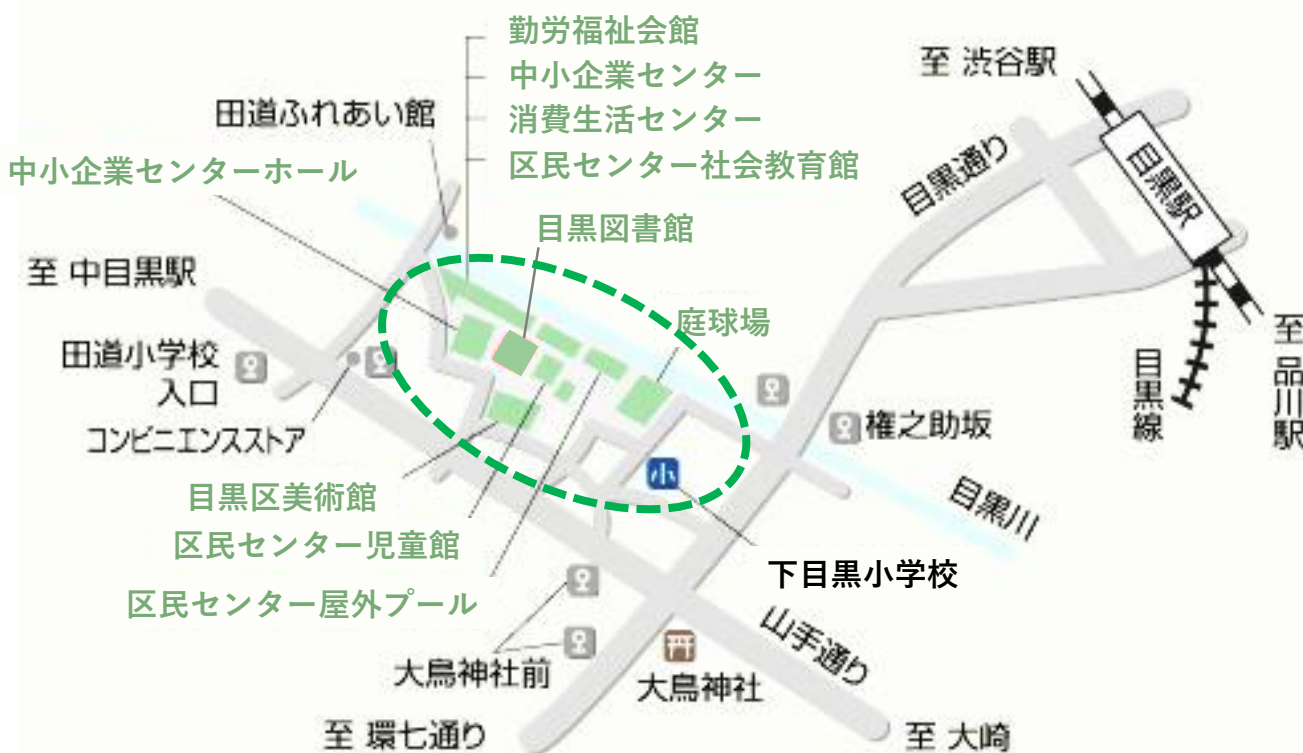 勤労福祉会館
中小企業センター
消費生活センター
区民センター社会教育館
至 渋谷駅
田道ふれあい館
中小企業センターホール
目黒図書館
目黒通り
目黒駅
至 中目黒駅
庭球場
田道小学校
入口
コンビニエンスストア
目黒線
至 品川駅
権之助坂
小
目黒区美術館
目黒川
区民センター児童館
下目黒小学校
区民センター屋外プール
山手通り
大鳥神社前
大鳥神社
至 環七通り
至 大崎